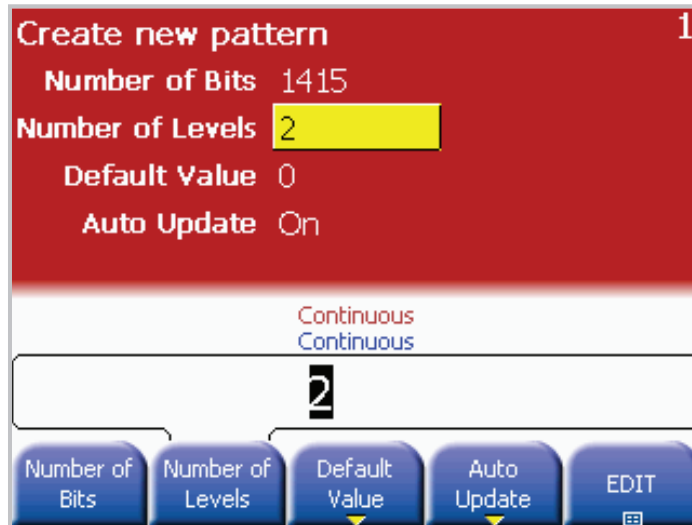 Create new pattern 1
Number of Bits 1415
Number of Levels 2
Default Value 0
Auto Update On
Continuous
Continuous
2
Number of Bits
Number of Levels
Default Value
Auto Update
EDIT